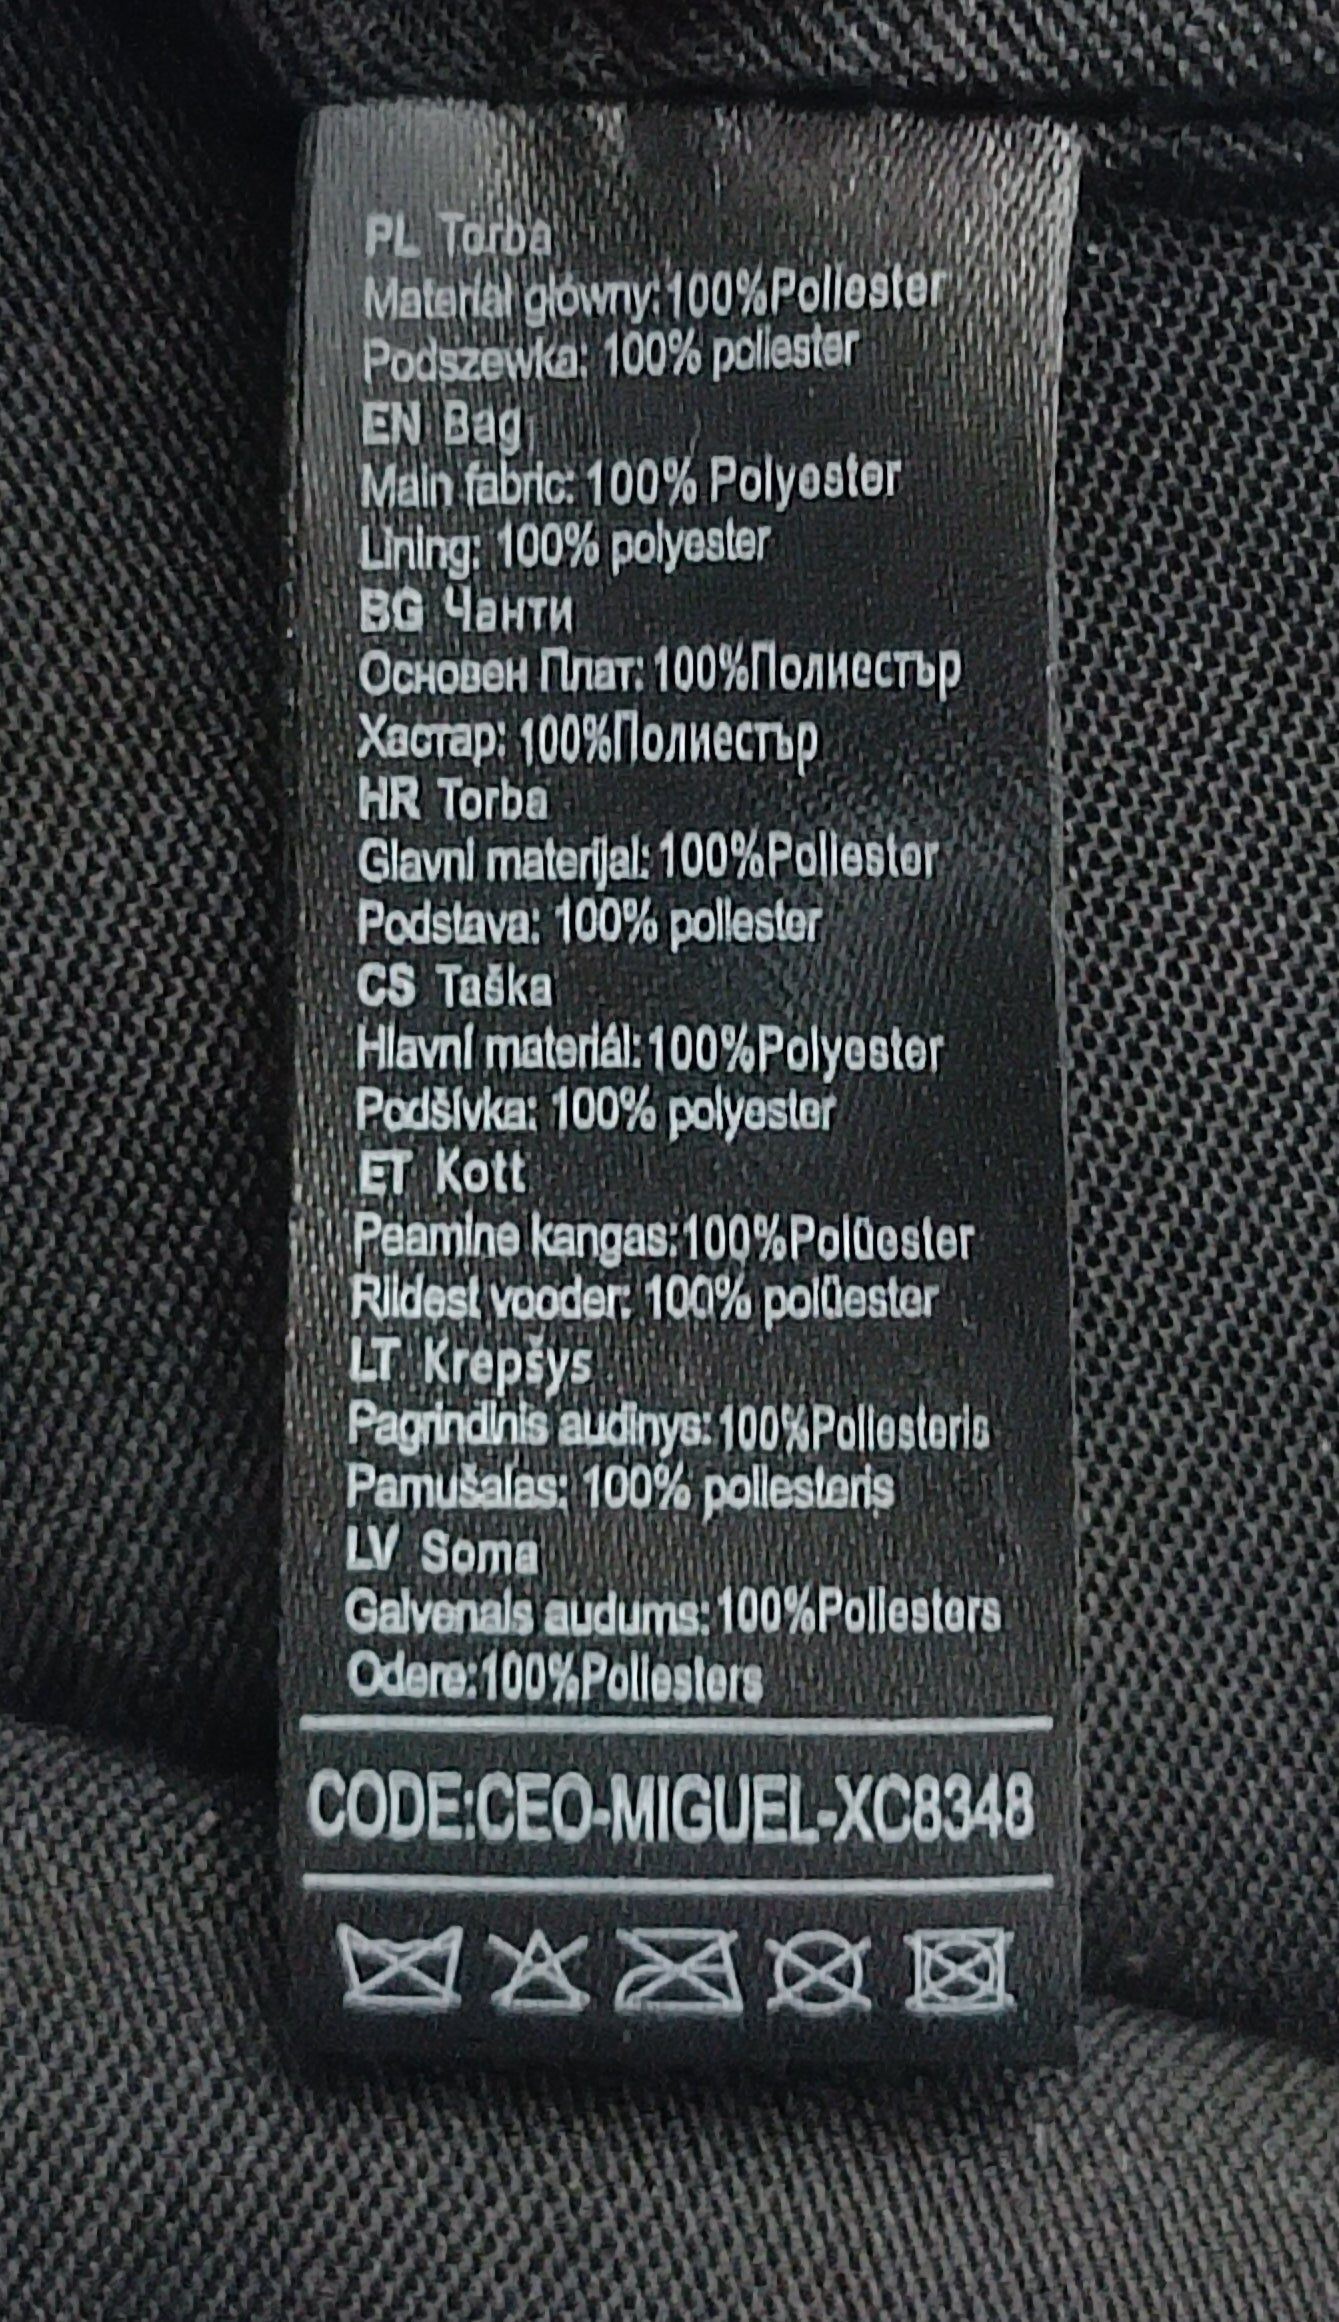 PL Torba
Materiał główny: 100%Poliester
Podszewka: 100% poliester
EN Bag
Main fabric: 100% Polyester
Lining: 100% polyester
BG Чанти
Основен Плат: 100%Полиестър
Хастар: 100%Полиестър
HR Torba
Glavni materijal: 100%Poliester
Podstava: 100% poliester
CS Taška
Hlavní materiál: 100%Polyester
Podšívka: 100% polyester
ET Kott
Peamine kangas:100%Polüester
Riidest vooder: 100% polüester
LT Krepšys
Pagrindinis audinys: 100%Poliesteris
Pamušalas: 100% poliesteris
LV Soma
Galvenais audums: 100%Poliesters
Odere:100%Poliesters
CODE:CEO-MIGUEL-XC8348